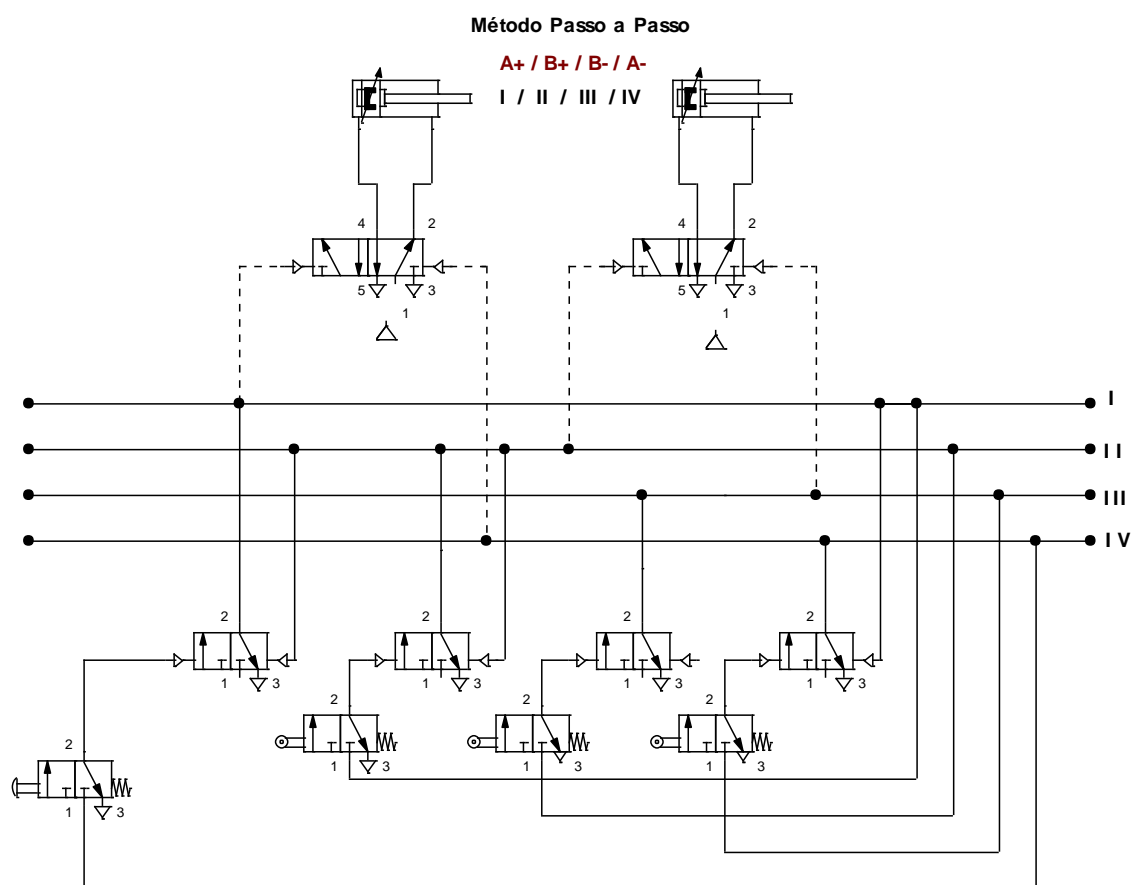 Método Passo a Passo
A+ / B+ / B- / A-
I / II / III / IV
4 2 4 2
5 3 5 3
1 1
I
I I
I II
I V
2 2 2 2
1 3 1 3 1 3 1 3
2 2 2
1 3 1 3 1 3
2
1 3